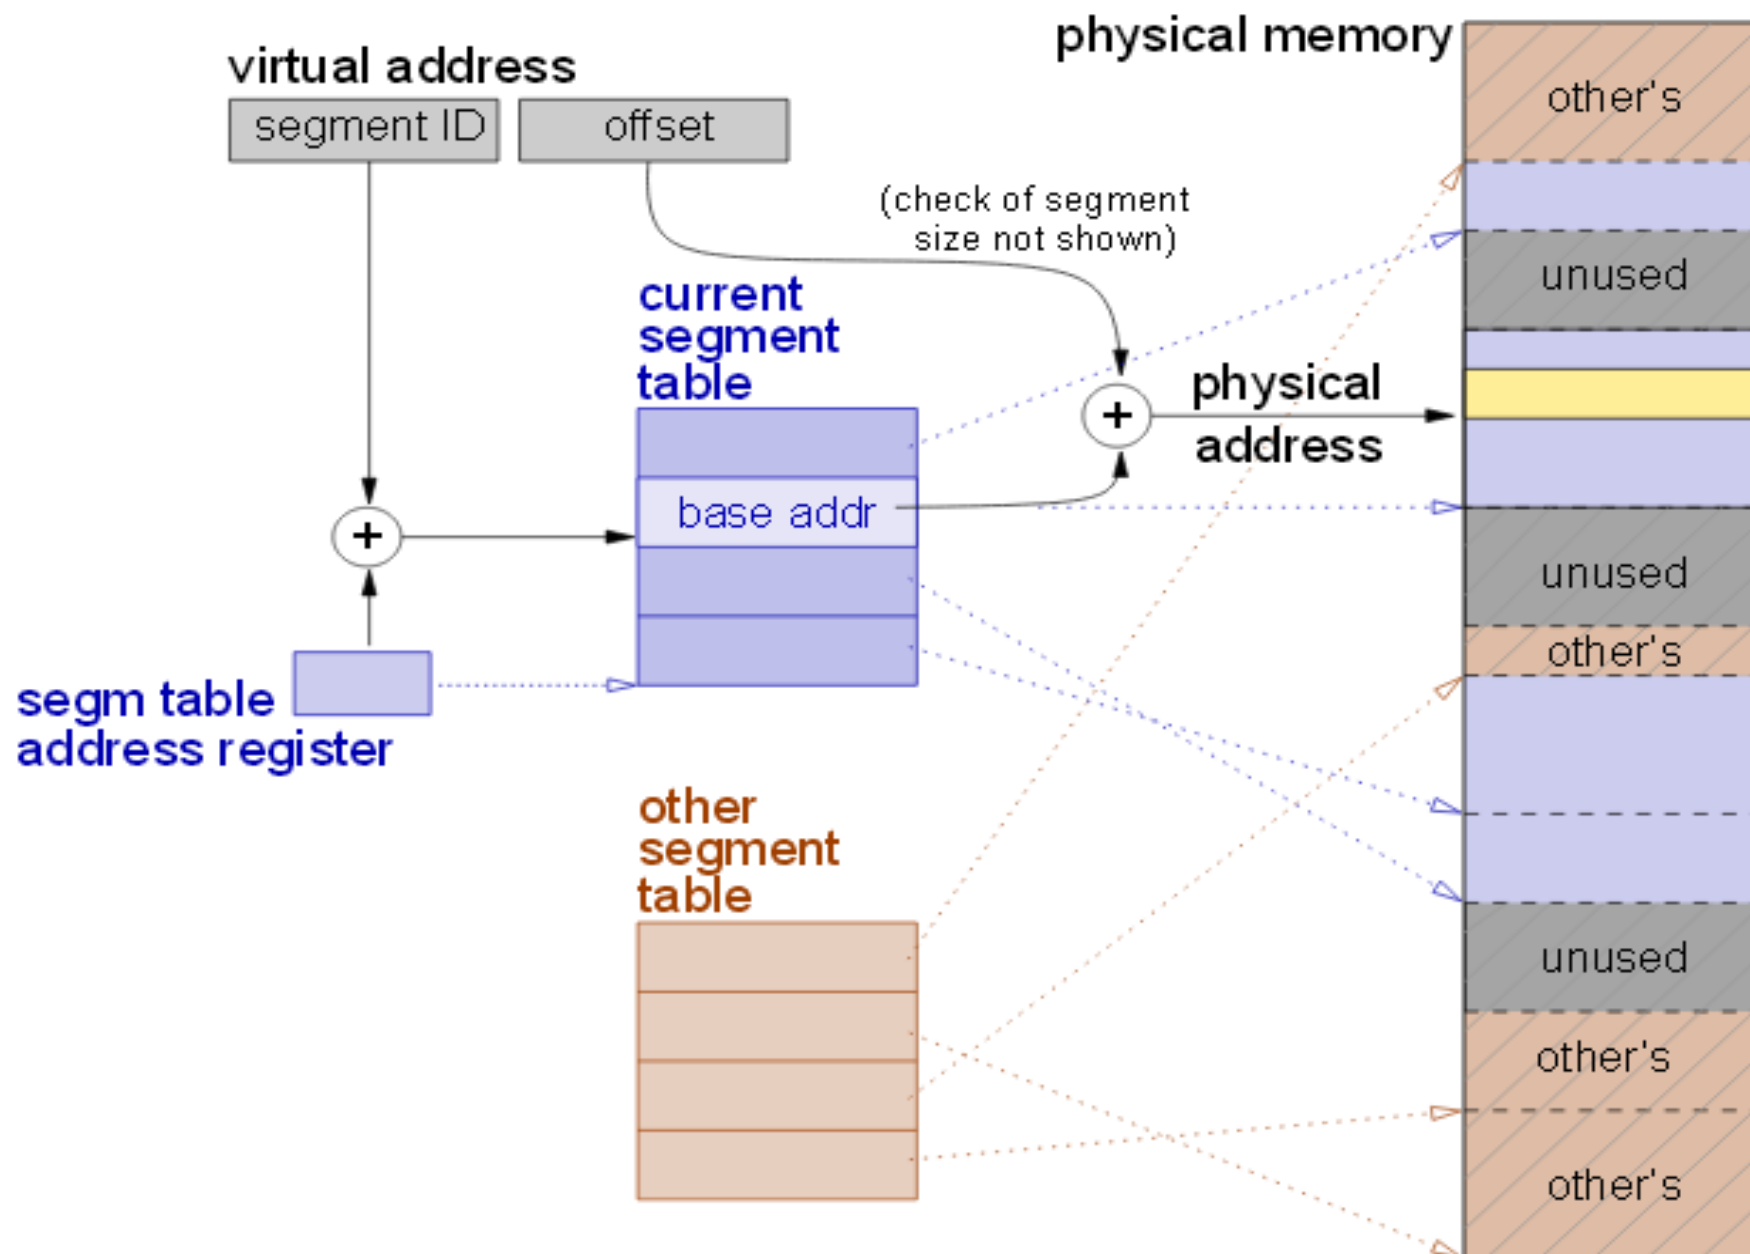 virtual address
segment ID
offset
(check of segment
size not shown)
physical memory
other's
unused
current
segment
table
base addr
+
physical
address
+
unused
other's
segm table
address register
other
segment
table
unused
other's
other's